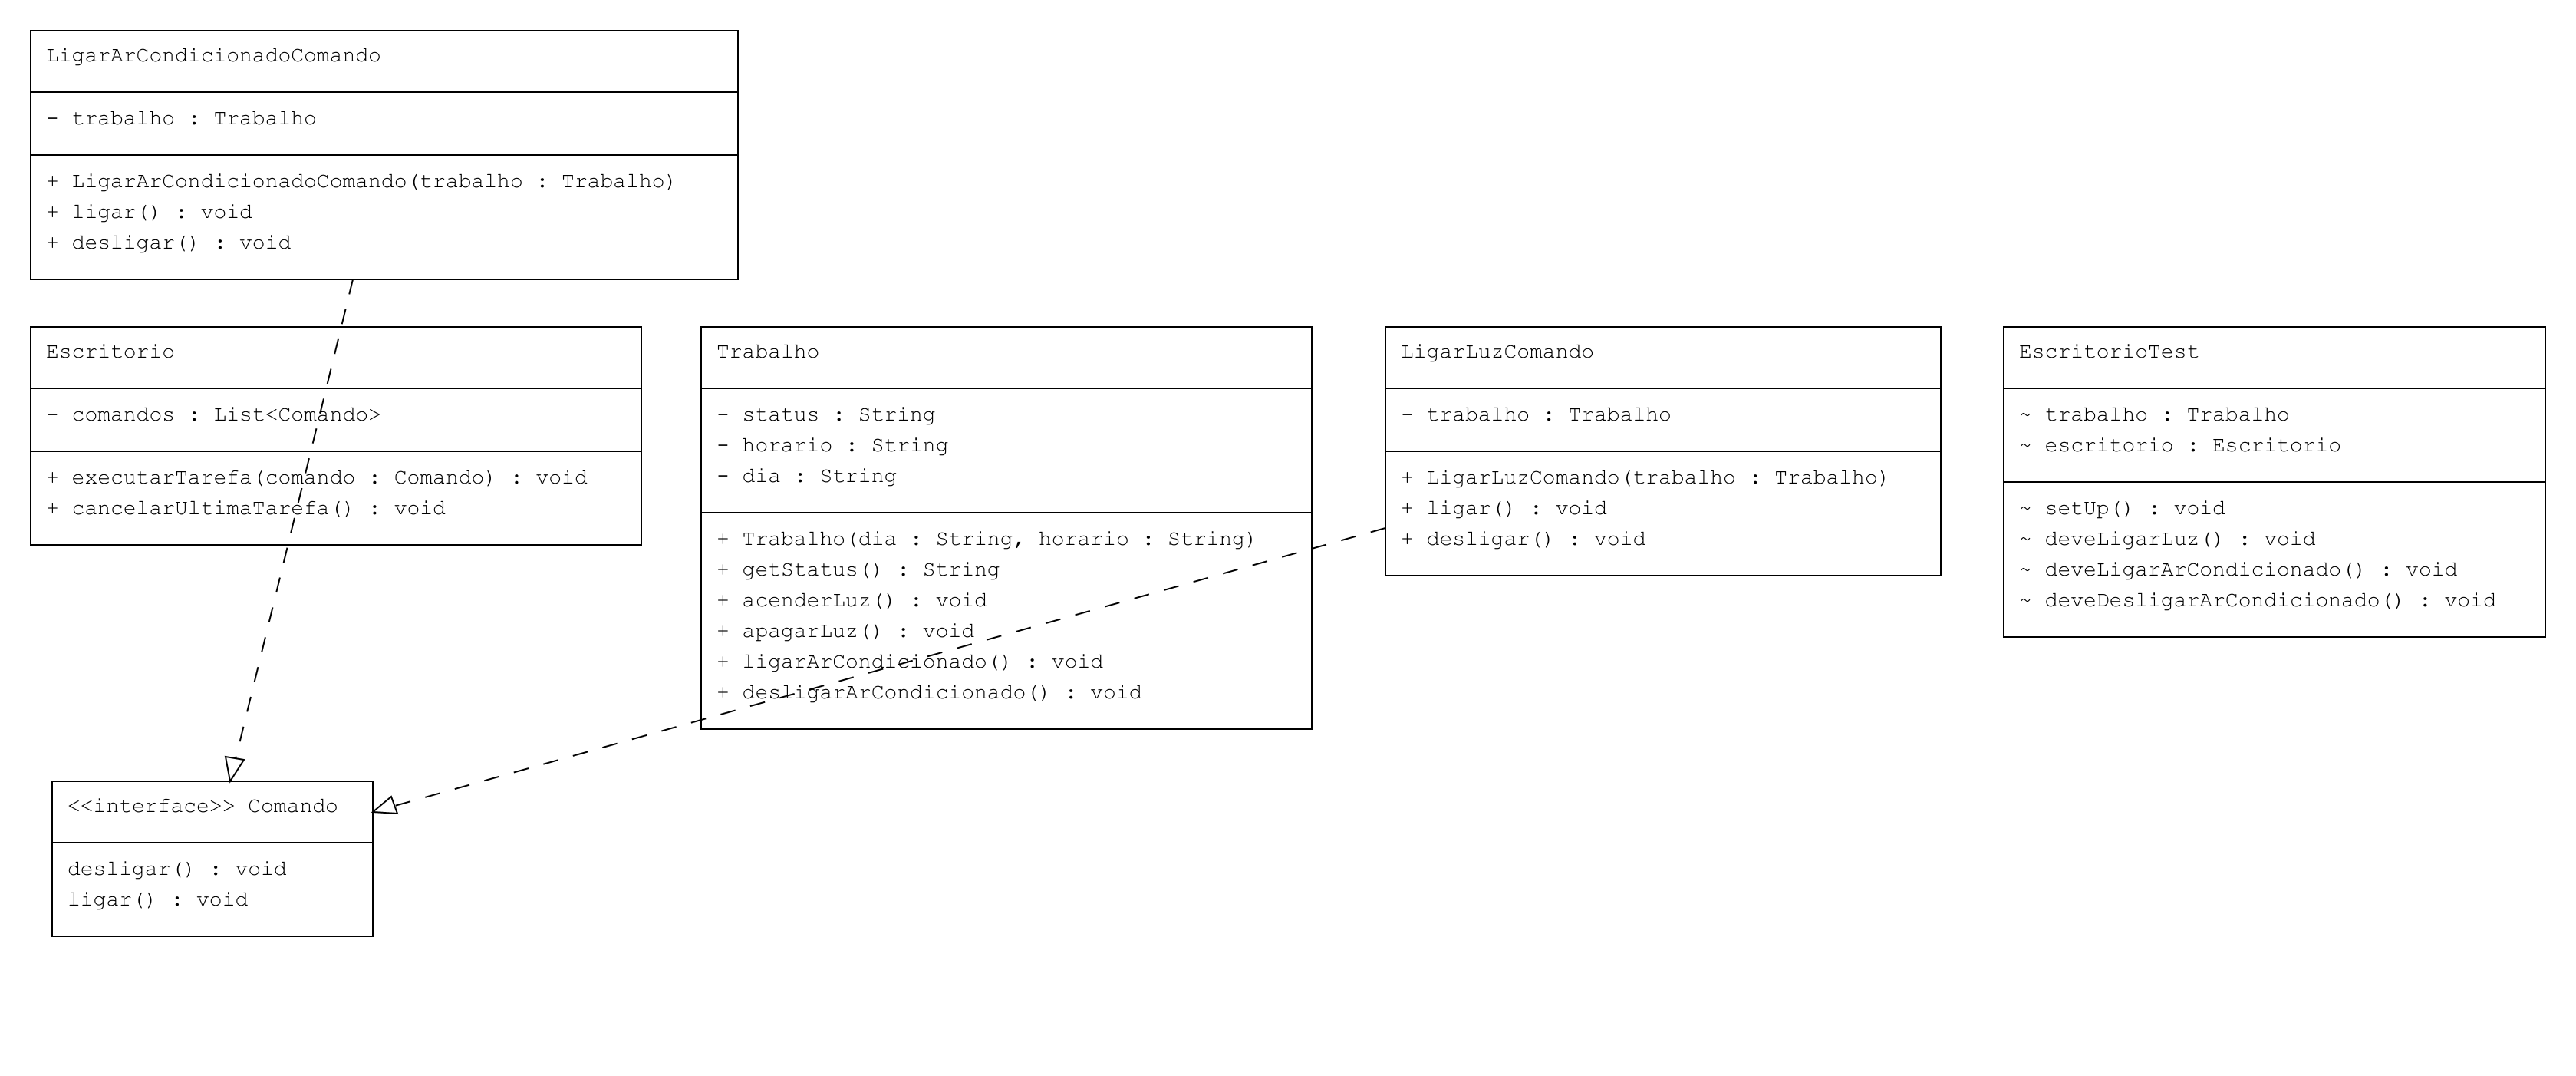 LigarArCondicionadoComando
- trabalho : Trabalho
+ LigarArCondicionadoComando(trabalho : Trabalho)
+ ligar() : void
+ desligar() : void
Escritorio
- comandos : List<Comando>
+ executarTarefa(comando : Comando) : void
+ cancelarUltimaTarefa() : void
Trabalho
- status : String
- horario : String
- dia : String
+ Trabalho(dia : String, horario : String)
+ getStatus() : String
+ acenderLuz() : void
+ apagarLuz() : void
+ ligarArCondicionado() : void
+ desligarArCondicionado() : void
LigarLuzComando
- trabalho : Trabalho
+ LigarLuzComando(trabalho : Trabalho)
+ ligar() : void
+ desligar() : void
EscritorioTest
~ trabalho : Trabalho
~ escritorio : Escritorio
~ setUp() : void
~ deveLigarLuz() : void
~ deveLigarArCondicionado() : void
~ deveDesligarArCondicionado() : void
<<interface>> Comando
desligar() : void
ligar() : void